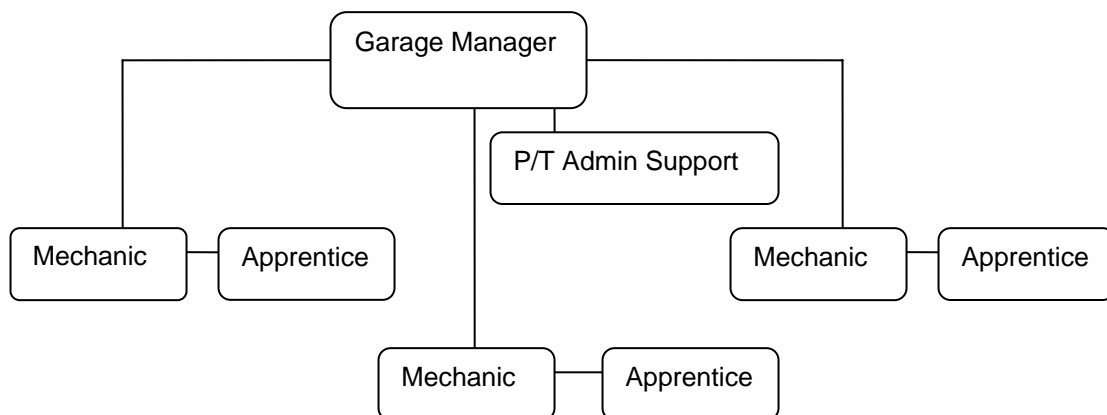 Garage Manager
P/T Admin Support
Mechanic
Apprentice
Mechanic
Apprentice
Mechanic
Apprentice